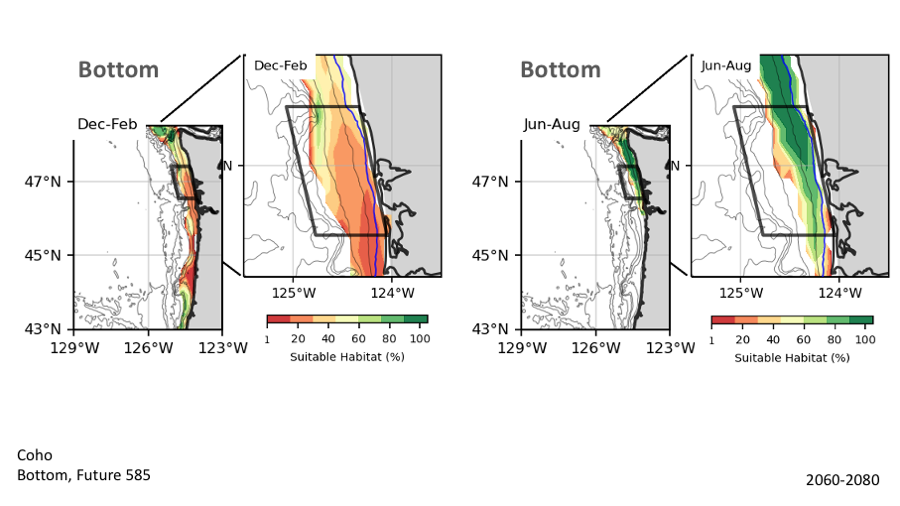 Bottom
Dec-Feb
Dec-Feb
47°N
45°N
43°N
129°W 126°W 123°W
N
125°W 124°W
1 20 40 60 80 100
Suitable Habitat (%)
Bottom
Jun-Aug
Jun-Aug
47°N
45°N
43°N
129°W 126°W 123°W
N
125°W 124°W
1 20 40 60 80 100
Suitable Habitat (%)
Coho
Bottom, Future 585
2060-2080